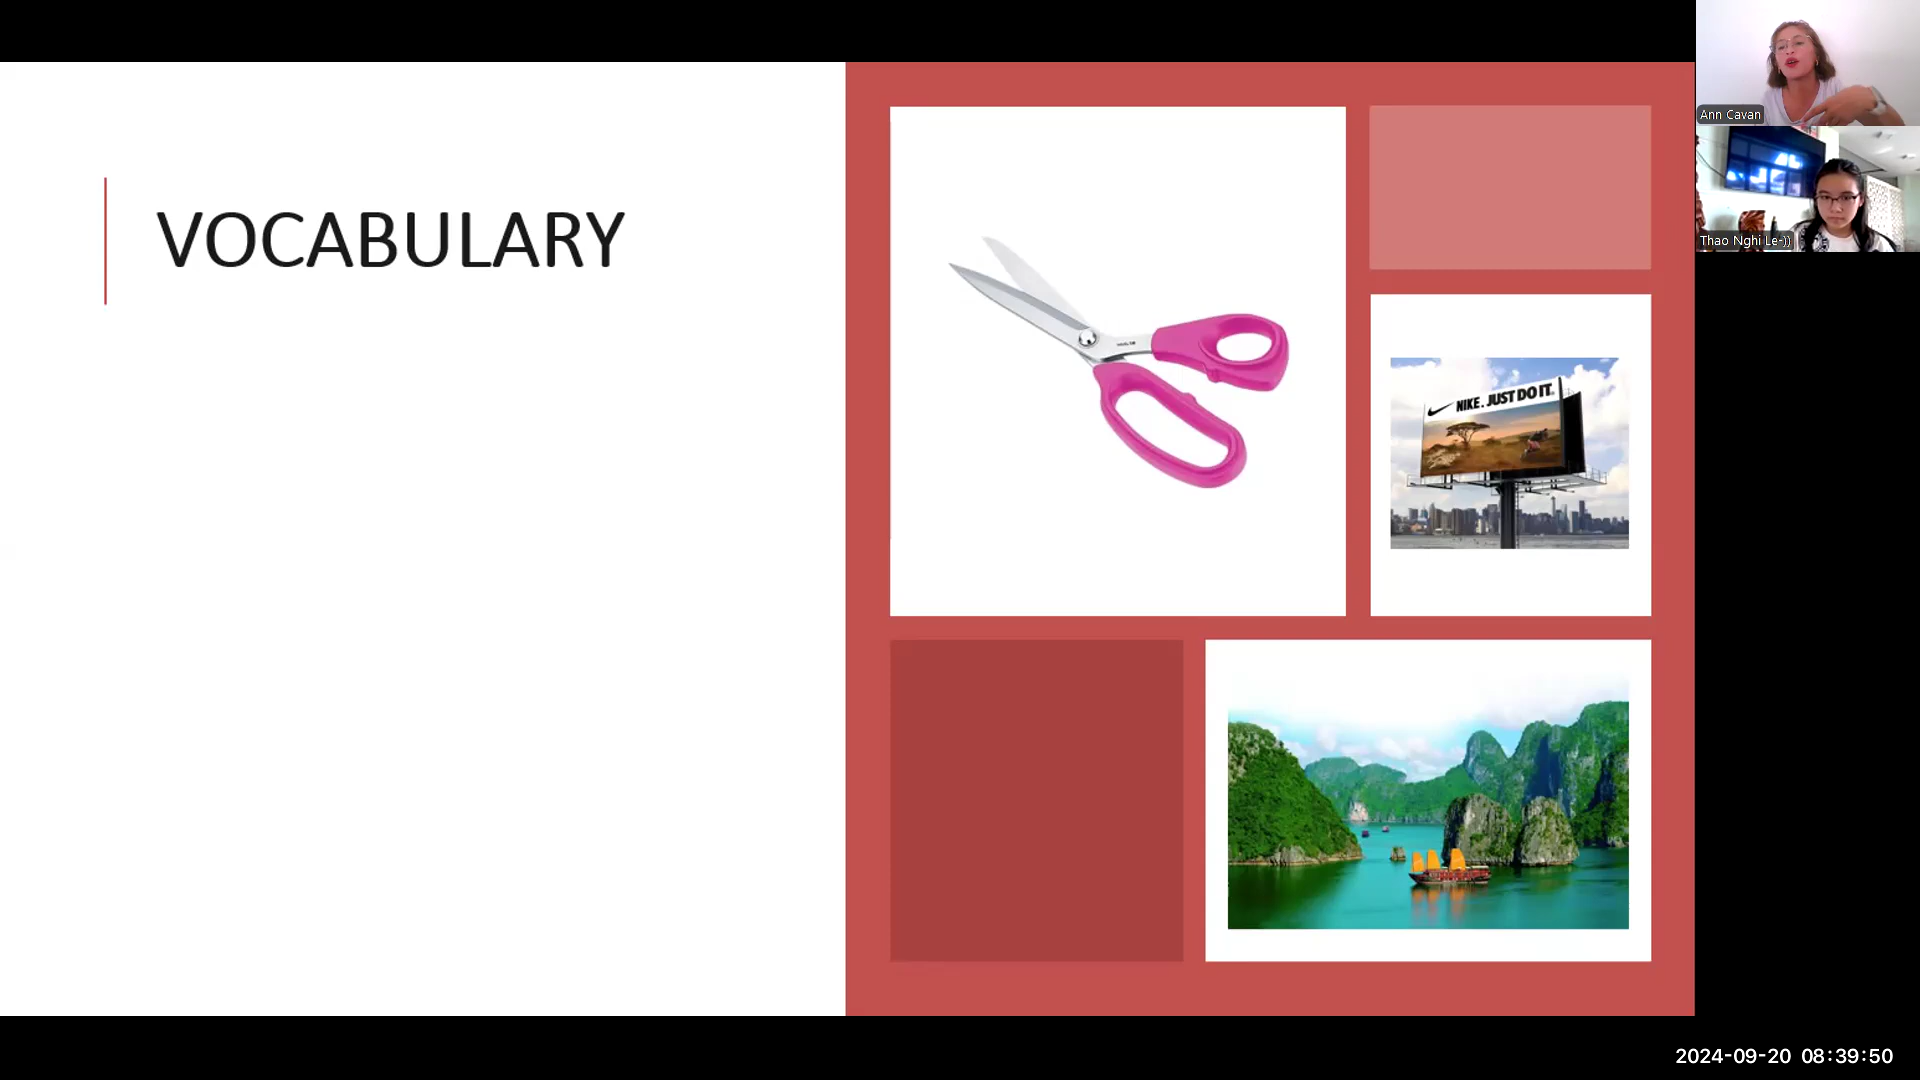 VOCABULARY
NIKE. JUST DO IT.
Ann Cavan
Thao Nghi Le-))
2024-09-20 08:39:50